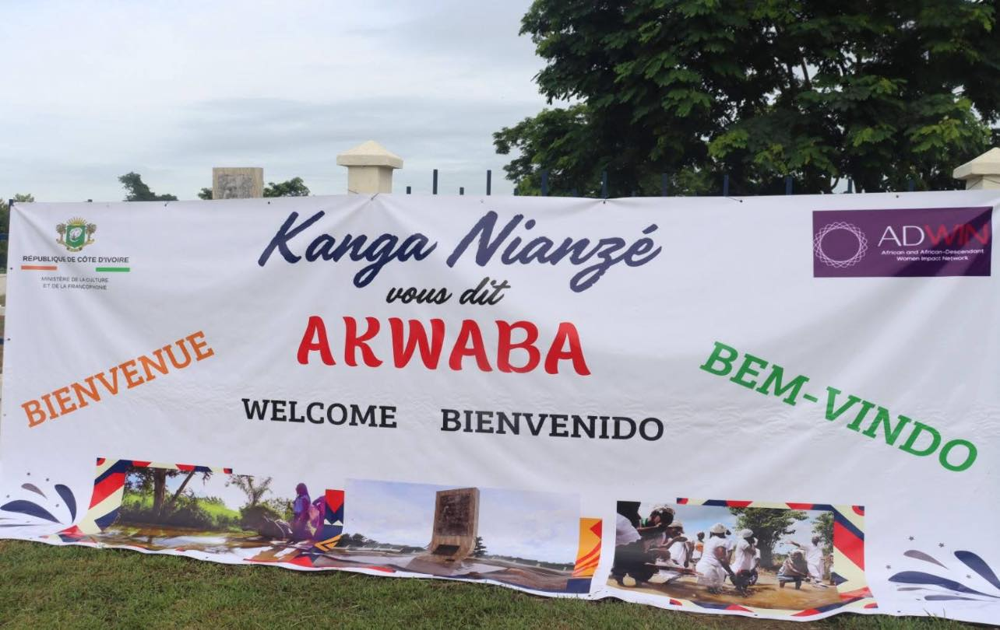 RÉPUBLIQUE DE CÔTE D'IVOIRE
MINISTÈRE DE LA CULTURE
ET DE LA FRANCOPHONIE
Kanga Nianzé
vous dit
AKWABA
ADWIN
African and African-Descendant
Women Impact Network
BIENVENUE
WELCOME BIENVENIDO
BEM-VINDO